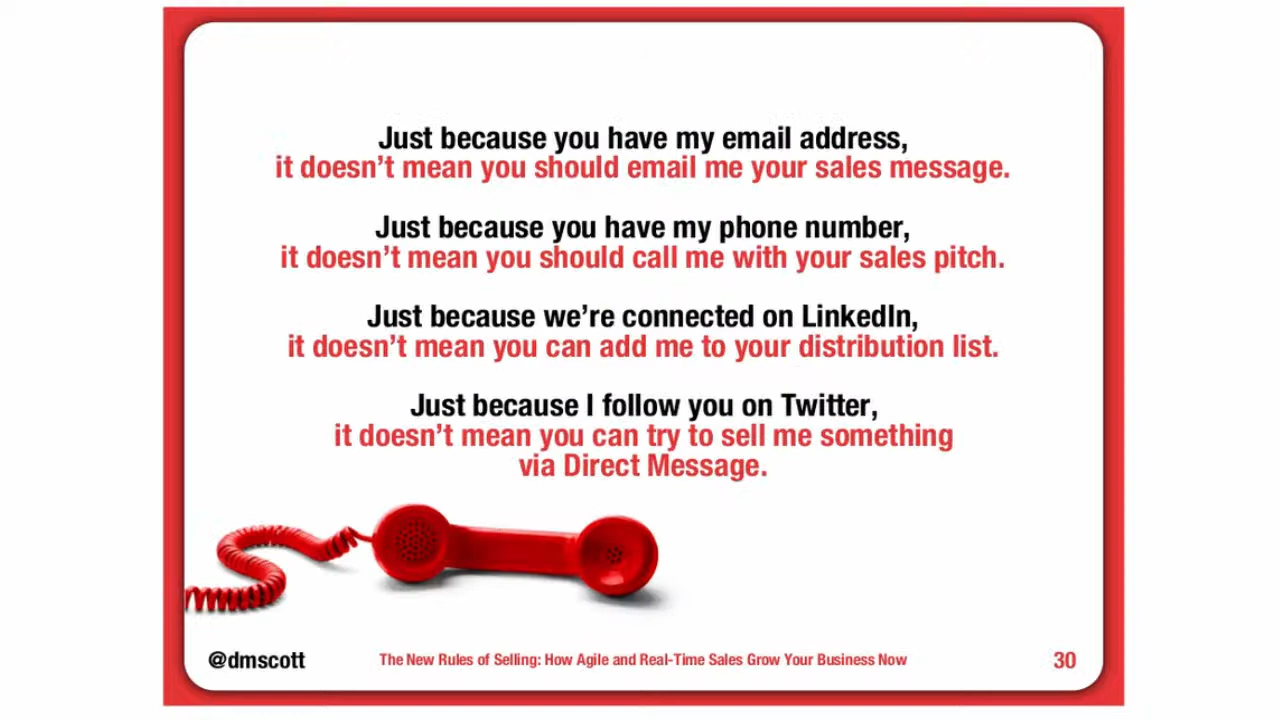 Just because you have my email address,
it doesn’t mean you should email me your sales message.
Just because you have my phone number,
it doesn’t mean you should call me with your sales pitch.
Just because we’re connected on LinkedIn,
it doesn’t mean you can add me to your distribution list.
Just because I follow you on Twitter,
it doesn’t mean you can try to sell me something
via Direct Message.
@dmscott
The New Rules of Selling: How Agile and Real-Time Sales Grow Your Business Now
30